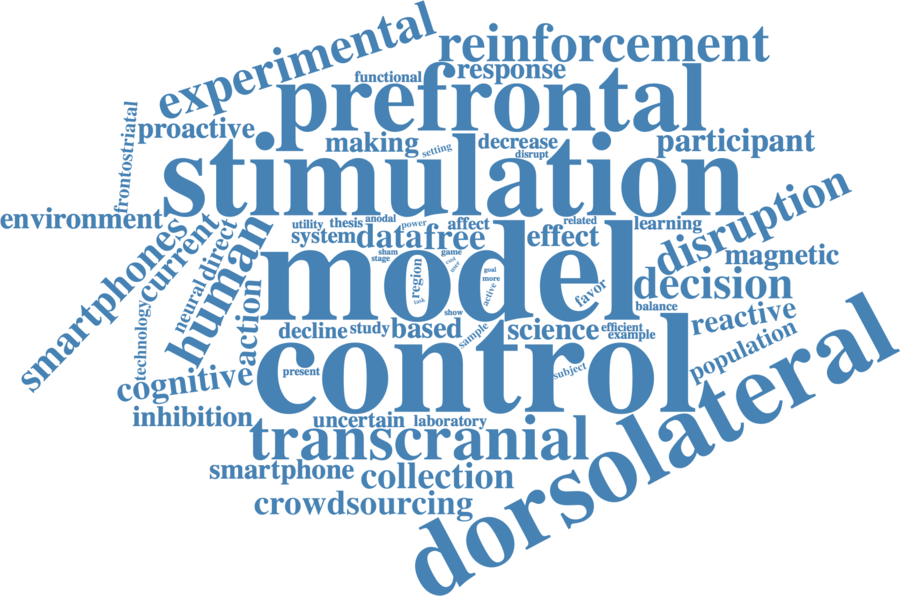 experimental
reinforcement
functional
response
prefrontal
frontostriatal
proactive
making
setting
decrease
disrupt
participant
stimulation
environment
smartphones
current
direct
neural
human
technology
utility
thesis
anodal
power
affect
related
learning
system
data
free
effect
disruption
magnetic
sham
stage
region
task
game
cost
user
goal
more
active
show
model
favor
decision
balance
action
decline
study
based
sample
science
efficient
example
reactive
population
cognitive
present
control
subject
inhibition
uncertain
laboratory
transcranial
dorsolateral
smartphone
collection
crowdsourcing